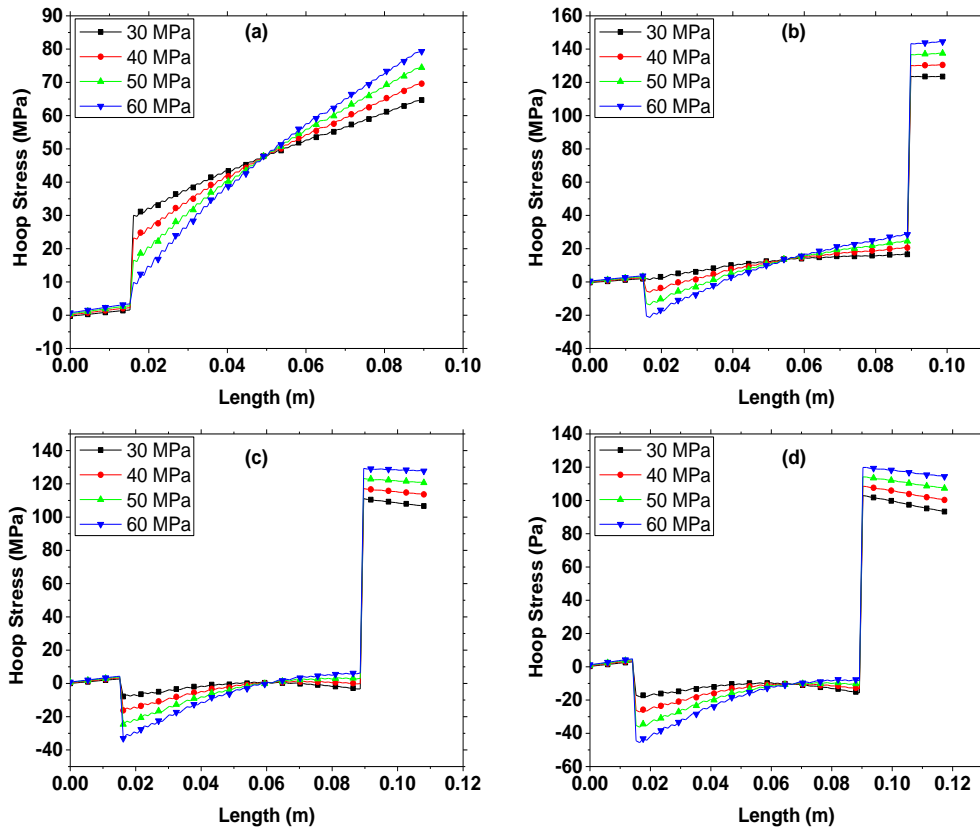 30 MPa
40 MPa
50 MPa
60 MPa
(a)
Hoop Stress (MPa)
90
80
70
60
50
40
30
20
10
0
-10
0.00 0.02 0.04 0.06 0.08 0.10
Length (m)
30 MPa
40 MPa
50 MPa
60 MPa
(b)
Hoop Stress (MPa)
160
140
120
100
80
60
40
20
0
-20
-40
0.00 0.02 0.04 0.06 0.08 0.10
Length (m)
30 MPa
40 MPa
50 MPa
60 MPa
(c)
Hoop Stress (MPa)
140
120
100
80
60
40
20
0
-20
-40
0.00 0.02 0.04 0.06 0.08 0.10 0.12
Length (m)
30 MPa
40 MPa
50 MPa
60 MPa
(d)
Hoop Stress (Pa)
140
120
100
80
60
40
20
0
-20
-40
-60
0.00 0.02 0.04 0.06 0.08 0.10 0.12
Length (m)